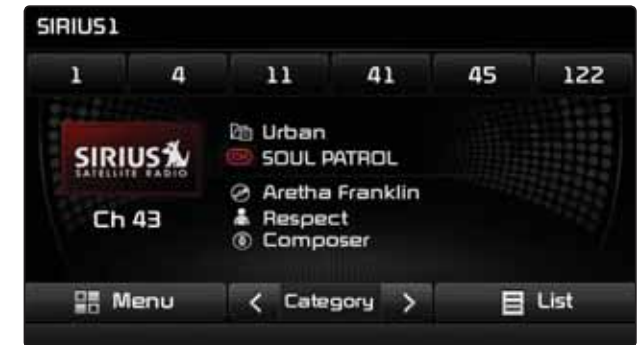 SIRIUS1
1 4 11 41 45 122
SIRIUS
SATELLITE RADIO
Ch 43
Urban
SOUL PATROL
Aretha Franklin
Respect
Composer
Menu < Category > List